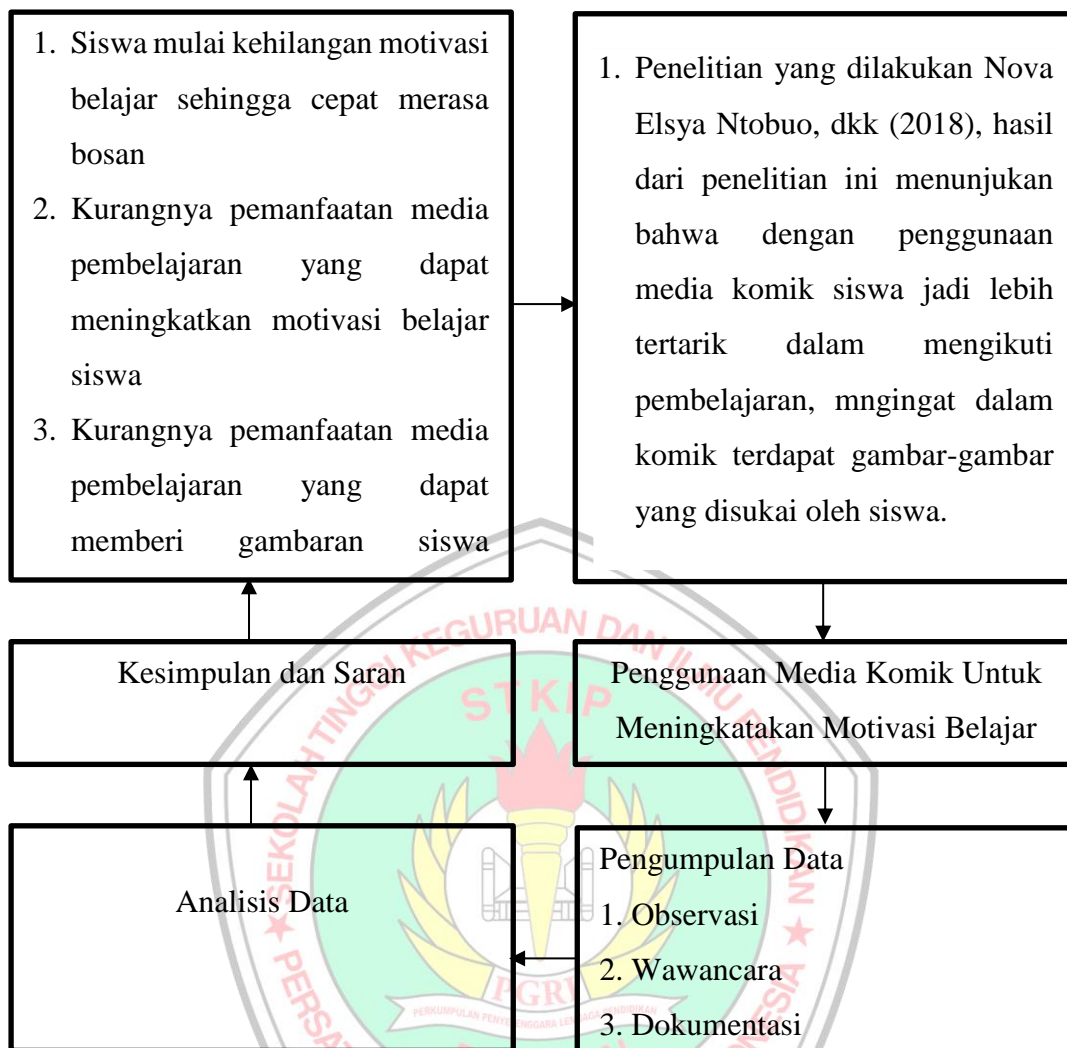 1. Siswa mulai kehilangan motivasi
belajar sehingga cepat merasa
bosan
2. Kurangnya pemanfaatan media
pembelajaran yang dapat
meningkatkan motivasi belajar
siswa
3. Kurangnya pemanfaatan media
pembelajaran yang dapat
memberi gambaran siswa
1. Penelitian yang dilakukan Nova
Elsya Ntobuo, dkk (2018), hasil
dari penelitian ini menunjukan
bahwa dengan penggunaan
media komik siswa jadi lebih
tertarik dalam mengikuti
pembelajaran, mngingat dalam
komik terdapat gambar-gambar
yang disukai oleh siswa.
Kesimpulan dan Saran
Penggunaan Media Komik Untuk
Meningkatakan Motivasi Belajar
Analisis Data
Pengumpulan Data
1. Observasi
2. Wawancara
3. Dokumentasi
SEKOLAH TINGGI KEGURUAN DAN ILMU PENDIDIKAN
STKIP
PGRI